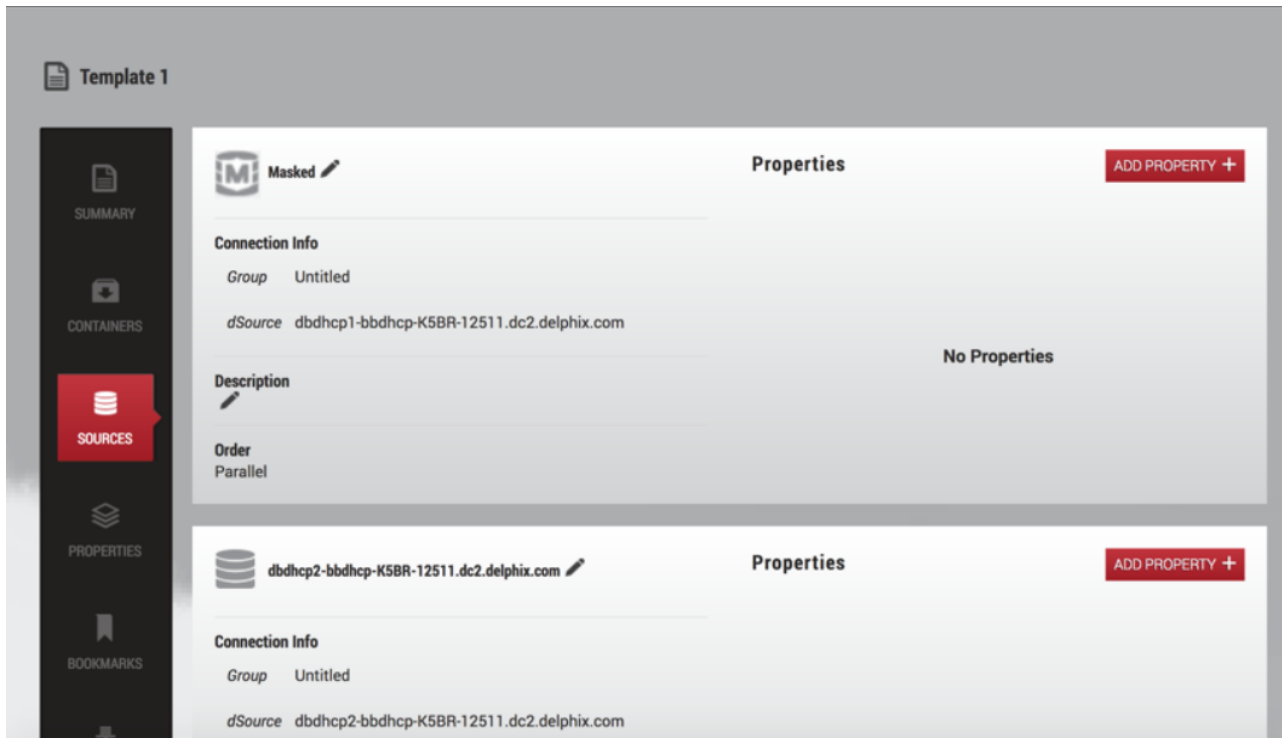 Template 1
SUMMARY
CONTAINERS
SOURCES
PROPERTIES
BOOKMARKS
M
Masked
Properties
ADD PROPERTY +
Connection Info
Group Untitled
dSource dbdhcp1-bbdhcp-K5BR-12511.dc2.delphix.com
No Properties
Description
Order
Parallel
dbdhcp2-bbdhcp-K5BR-12511.dc2.delphix.com
Properties
ADD PROPERTY +
Connection Info
Group Untitled
dSource dbdhcp2-bbdhcp-K5BR-12511.dc2.delphix.com